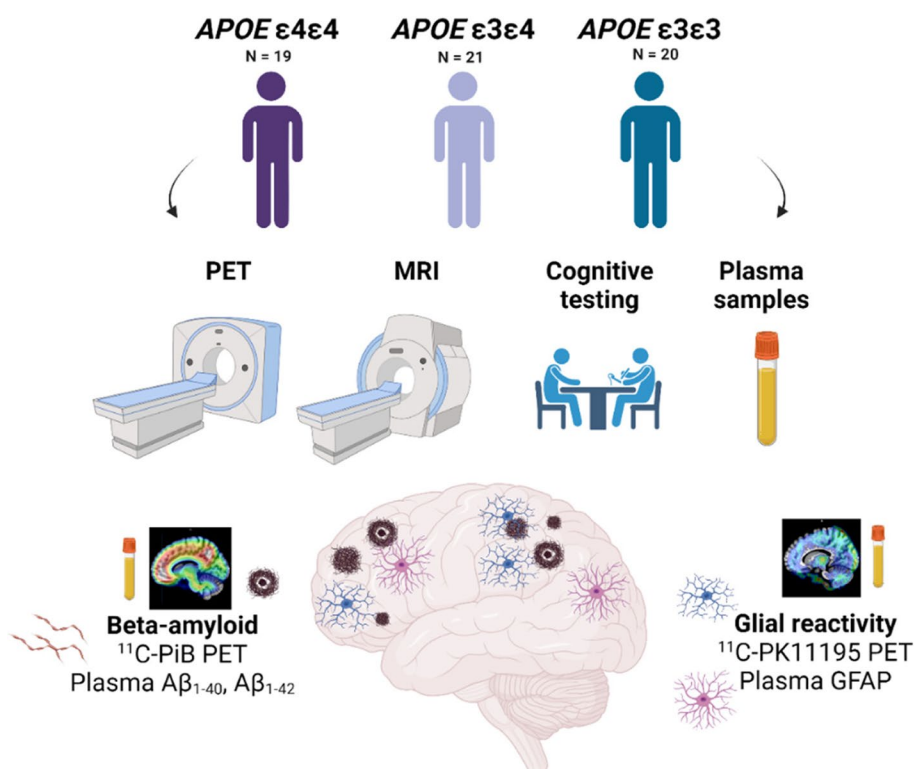 APOE ε4ε4
N = 19
APOE ε3ε4
N = 21
APOE ε3ε3
N = 20
PET
MRI
Cognitive
testing
Plasma
samples
Beta-amyloid
¹¹C-PiB PET
Plasma Aβ₁₋₄₀, Aβ₁₋₄₂
Glial reactivity
¹¹C-PK11195 PET
Plasma GFAP